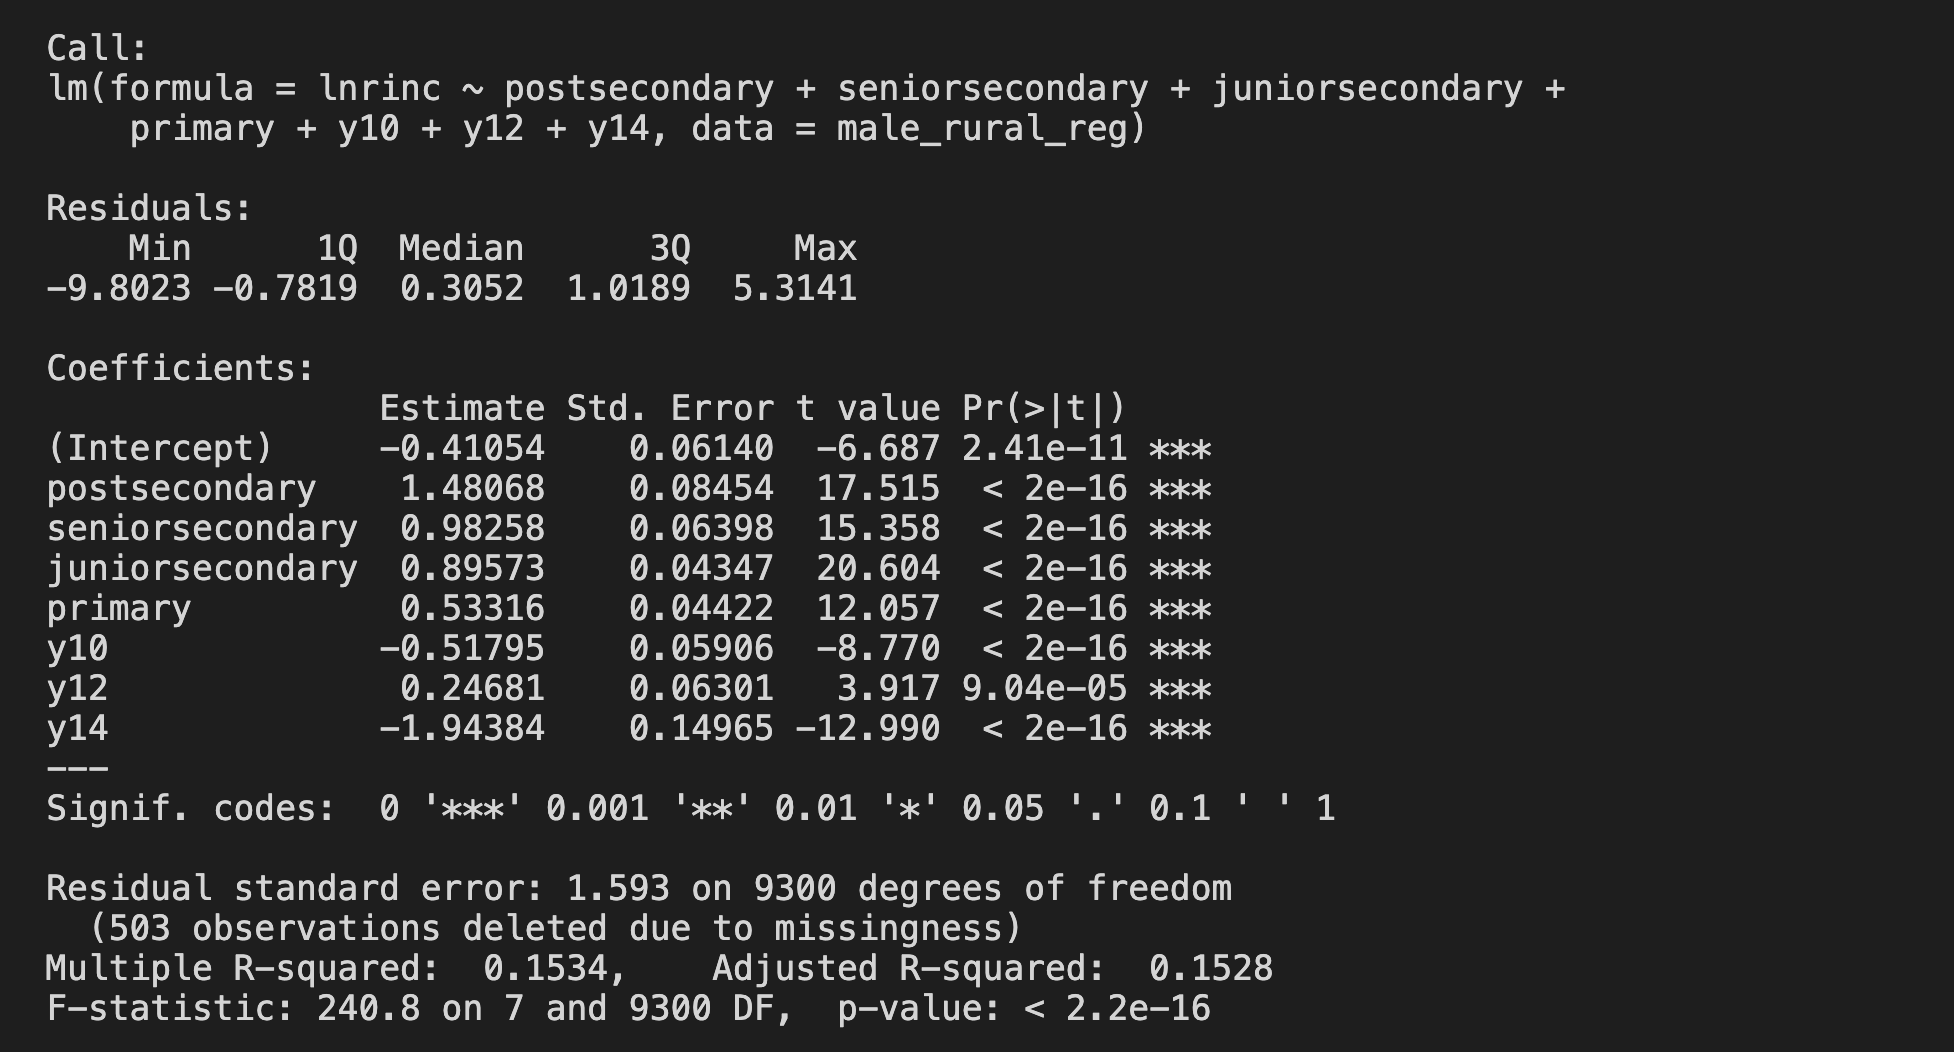 Call:
lm(formula = lnrinc ~ postsecondary + seniorsecondary + juniorsecondary +
    primary + y10 + y12 + y14, data = male_rural_reg)

Residuals:
    Min      1Q  Median      3Q     Max
-9.8023 -0.7819  0.3052  1.0189  5.3141

Coefficients:
                Estimate Std. Error t value Pr(>|t|)
(Intercept)     -0.41054    0.06140  -6.687 2.41e-11 ***
postsecondary    1.48068    0.08454  17.515  < 2e-16 ***
seniorsecondary  0.98258    0.06398  15.358  < 2e-16 ***
juniorsecondary  0.89573    0.04347  20.604  < 2e-16 ***
primary          0.53316    0.04422  12.057  < 2e-16 ***
y10             -0.51795    0.05906  -8.770  < 2e-16 ***
y12              0.24681    0.06301   3.917 9.04e-05 ***
y14             -1.94384    0.14965 -12.990  < 2e-16 ***
---
Signif. codes:  0 '***' 0.001 '**' 0.01 '*' 0.05 '.' 0.1 ' ' 1

Residual standard error: 1.593 on 9300 degrees of freedom
  (503 observations deleted due to missingness)
Multiple R-squared:  0.1534,    Adjusted R-squared:  0.1528
F-statistic: 240.8 on 7 and 9300 DF,  p-value: < 2.2e-16